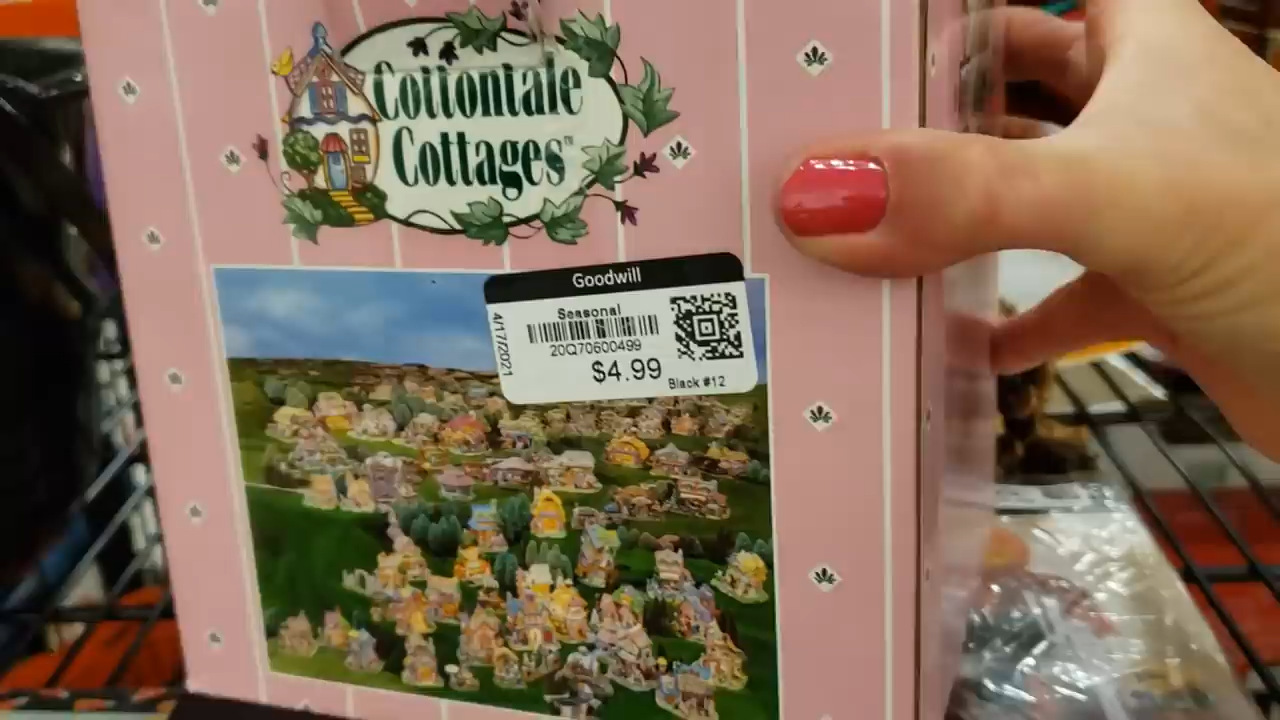 Cottontale
Cottages™
Goodwill
Seasonal
4/17/2021
20Q70600499
$4.99
Black #12